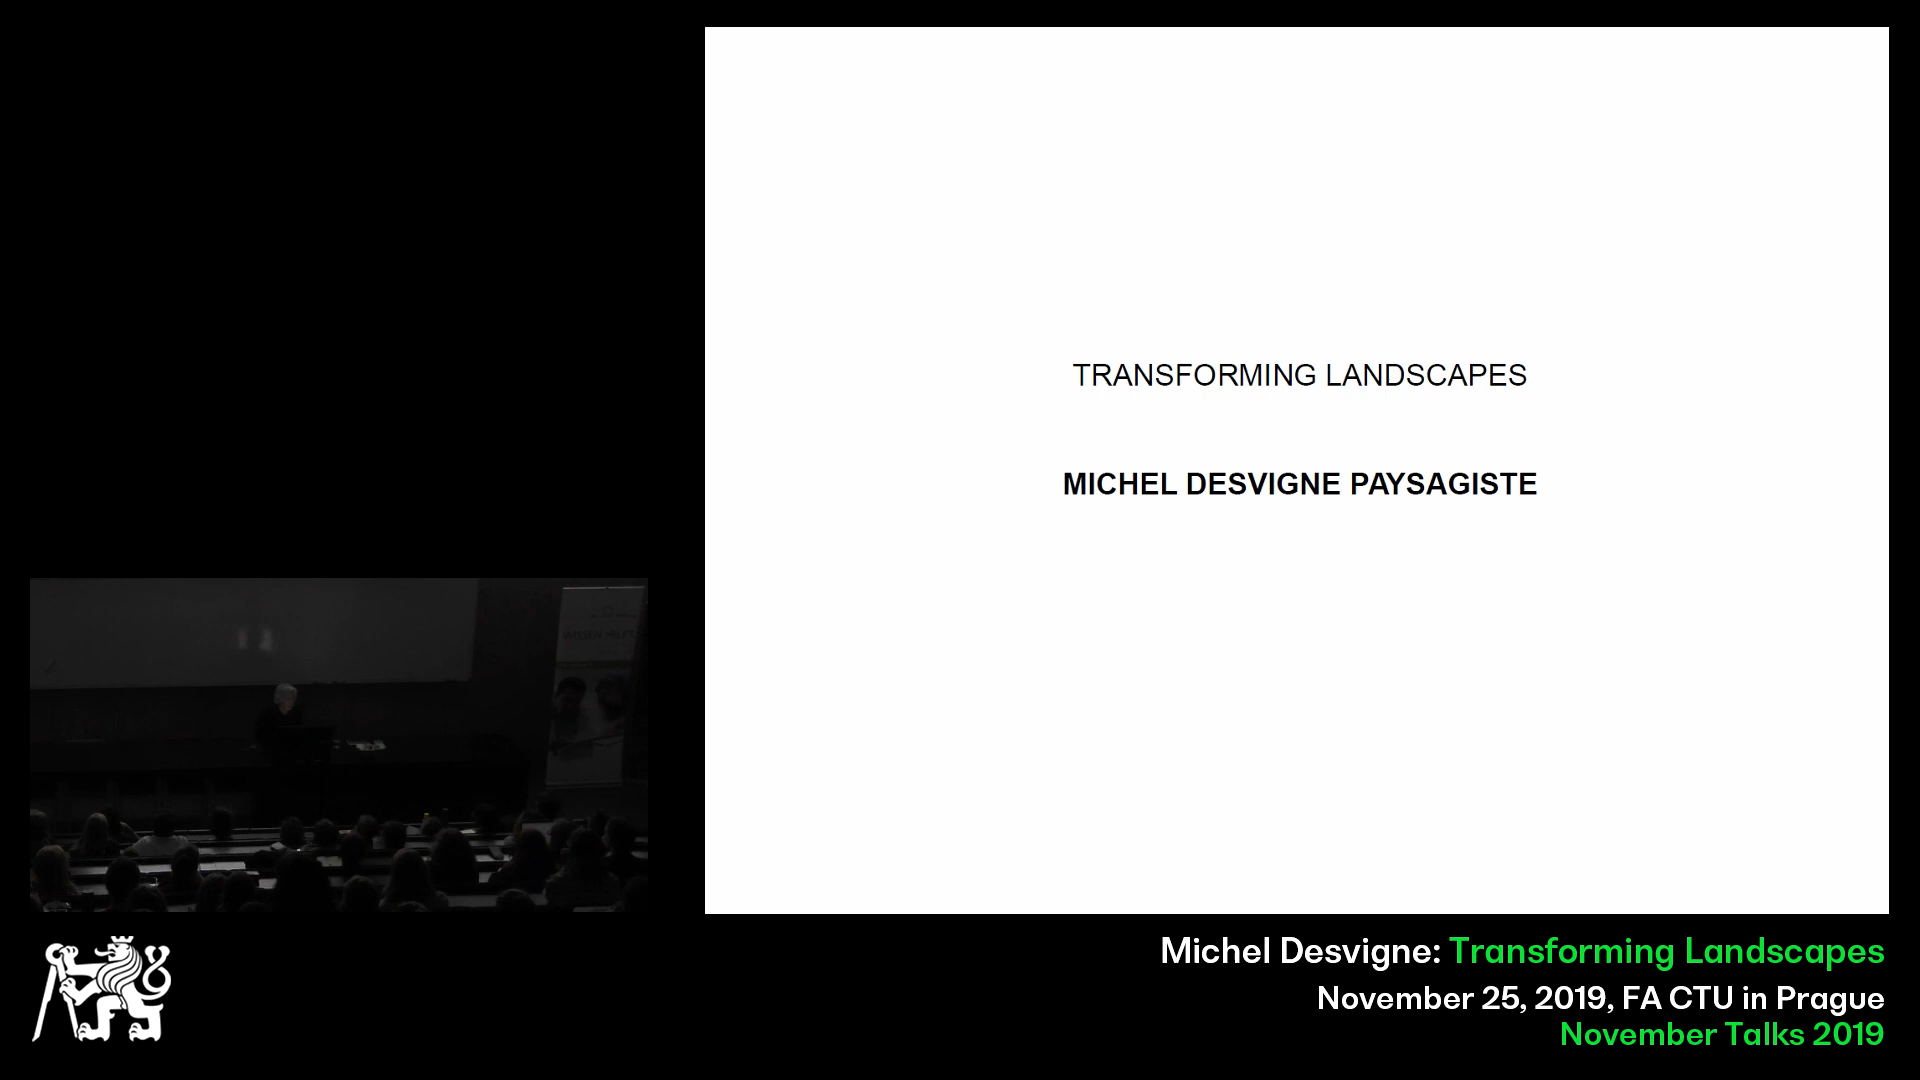 TRANSFORMING LANDSCAPES
MICHEL DESVIGNE PAYSAGISTE
Michel Desvigne: Transforming Landscapes
November 25, 2019, FA CTU in Prague
November Talks 2019